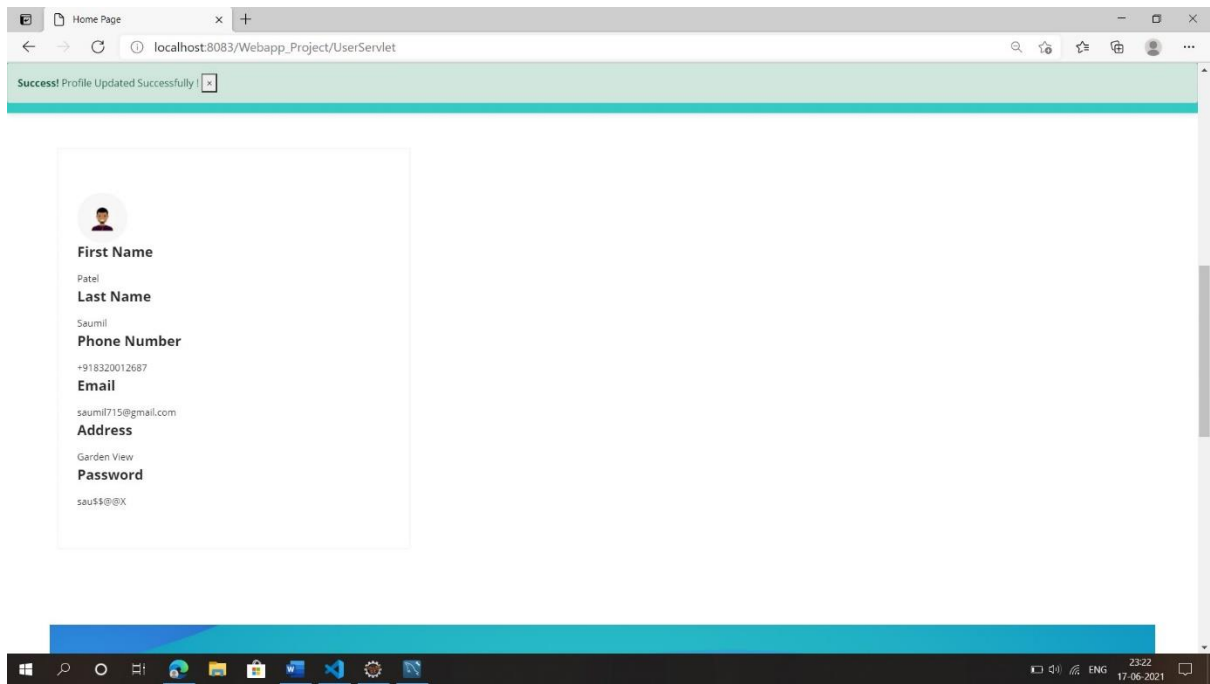 Home Page
localhost:8083/Webapp_Project/UserServlet
Success! Profile Updated Successfully ! ×
First Name
Patel
Last Name
Saumil
Phone Number
+918320012687
Email
saumil715@gmail.com
Address
Garden View
Password
sau$$@@X
ENG
23:22
17-06-2021